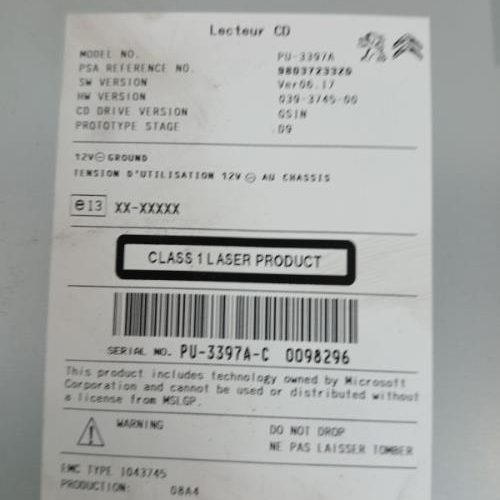 Lecteur CD
MODEL NO. PU-3397A
PSA REFERENCE NO. 9803723320
SW VERSION Ver06.17
HW VERSION 039-3745-00
CD DRIVE VERSION GSIN
PROTOTYPE STAGE 09
12V⊖GROUND
TENSION D'UTILISATION 12V ⊖ AU CHASSIS
e13 XX-XXXXX
CLASS 1 LASER PRODUCT
SERIAL NO. PU-3397A-C 0098296
This product includes technology owned by Microsoft
Corporation and cannot be used or distributed without
a license from MSLGP.
WARNING DO NOT DROP
NE PAS LAISSER TOMBER
EMC TYPE 1043745
PRODUCTION: 08A4